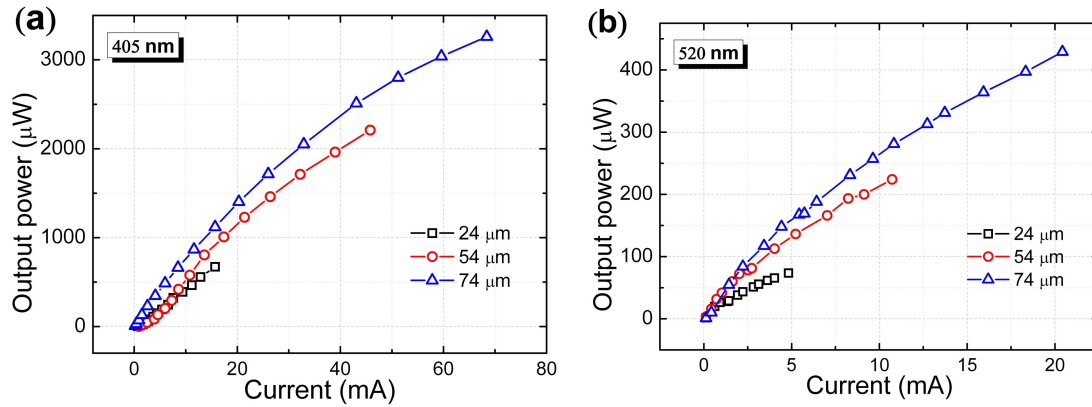 (a)
405 nm
Output power (μW)
3000
2000
1000
0
24 μm
54 μm
74 μm
0 20 40 60 80
Current (mA)
(b)
520 nm
Output power (μW)
400
300
200
100
0
24 μm
54 μm
74 μm
0 5 10 15 20
Current (mA)